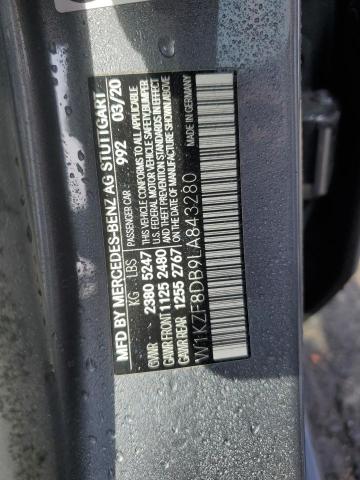 MFD BY MERCEDES-BENZ AG STUTTGART
PASSENGER CAR 992 03/20
KG LBS THIS VEHICLE CONFORMS TO ALL APPLICABLE
GVWR 2380 5247 U.S. FEDERAL MOTOR VEHICLE SAFETY, BUMPER
GAWR FRONT 1125 2480 AND THEFT PREVENTION STANDARDS IN EFFECT
GAWR REAR 1255 2767 ON THE DATE OF MANUFACTURE SHOWN ABOVE
W1KZF8DB9LA843280 MADE IN GERMANY